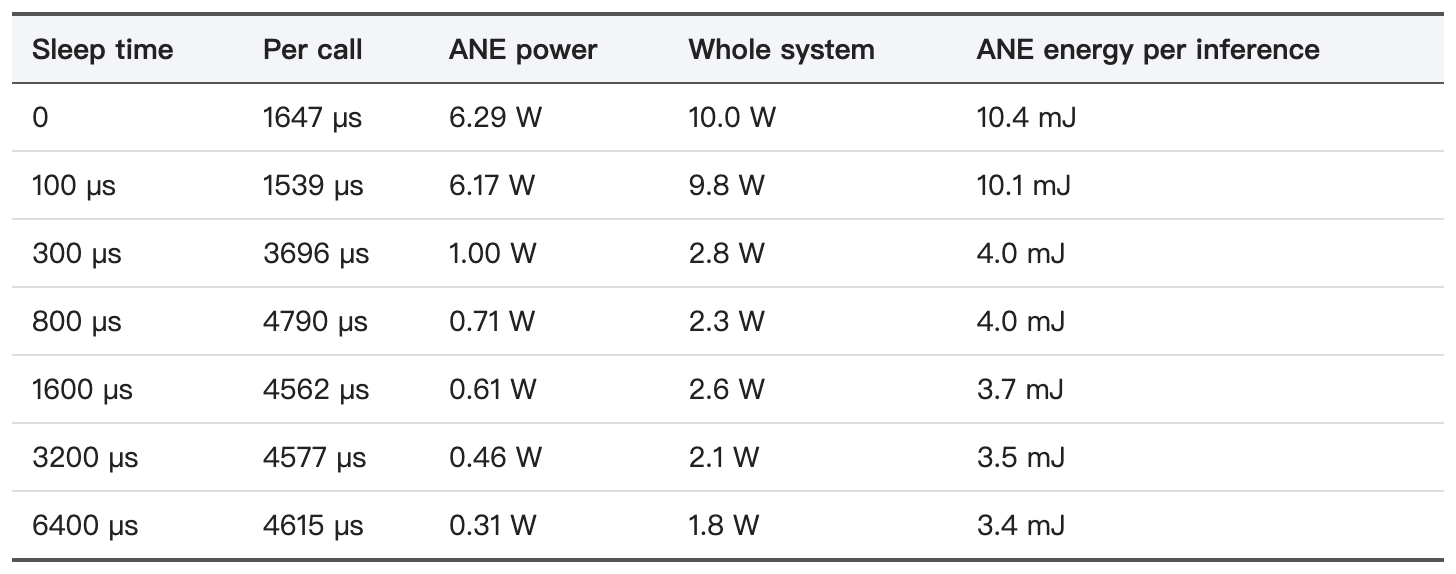 Sleep time Per call ANE power Whole system ANE energy per inference
0 1647 µs 6.29 W 10.0 W 10.4 mJ
100 µs 1539 µs 6.17 W 9.8 W 10.1 mJ
300 µs 3696 µs 1.00 W 2.8 W 4.0 mJ
800 µs 4790 µs 0.71 W 2.3 W 4.0 mJ
1600 µs 4562 µs 0.61 W 2.6 W 3.7 mJ
3200 µs 4577 µs 0.46 W 2.1 W 3.5 mJ
6400 µs 4615 µs 0.31 W 1.8 W 3.4 mJ